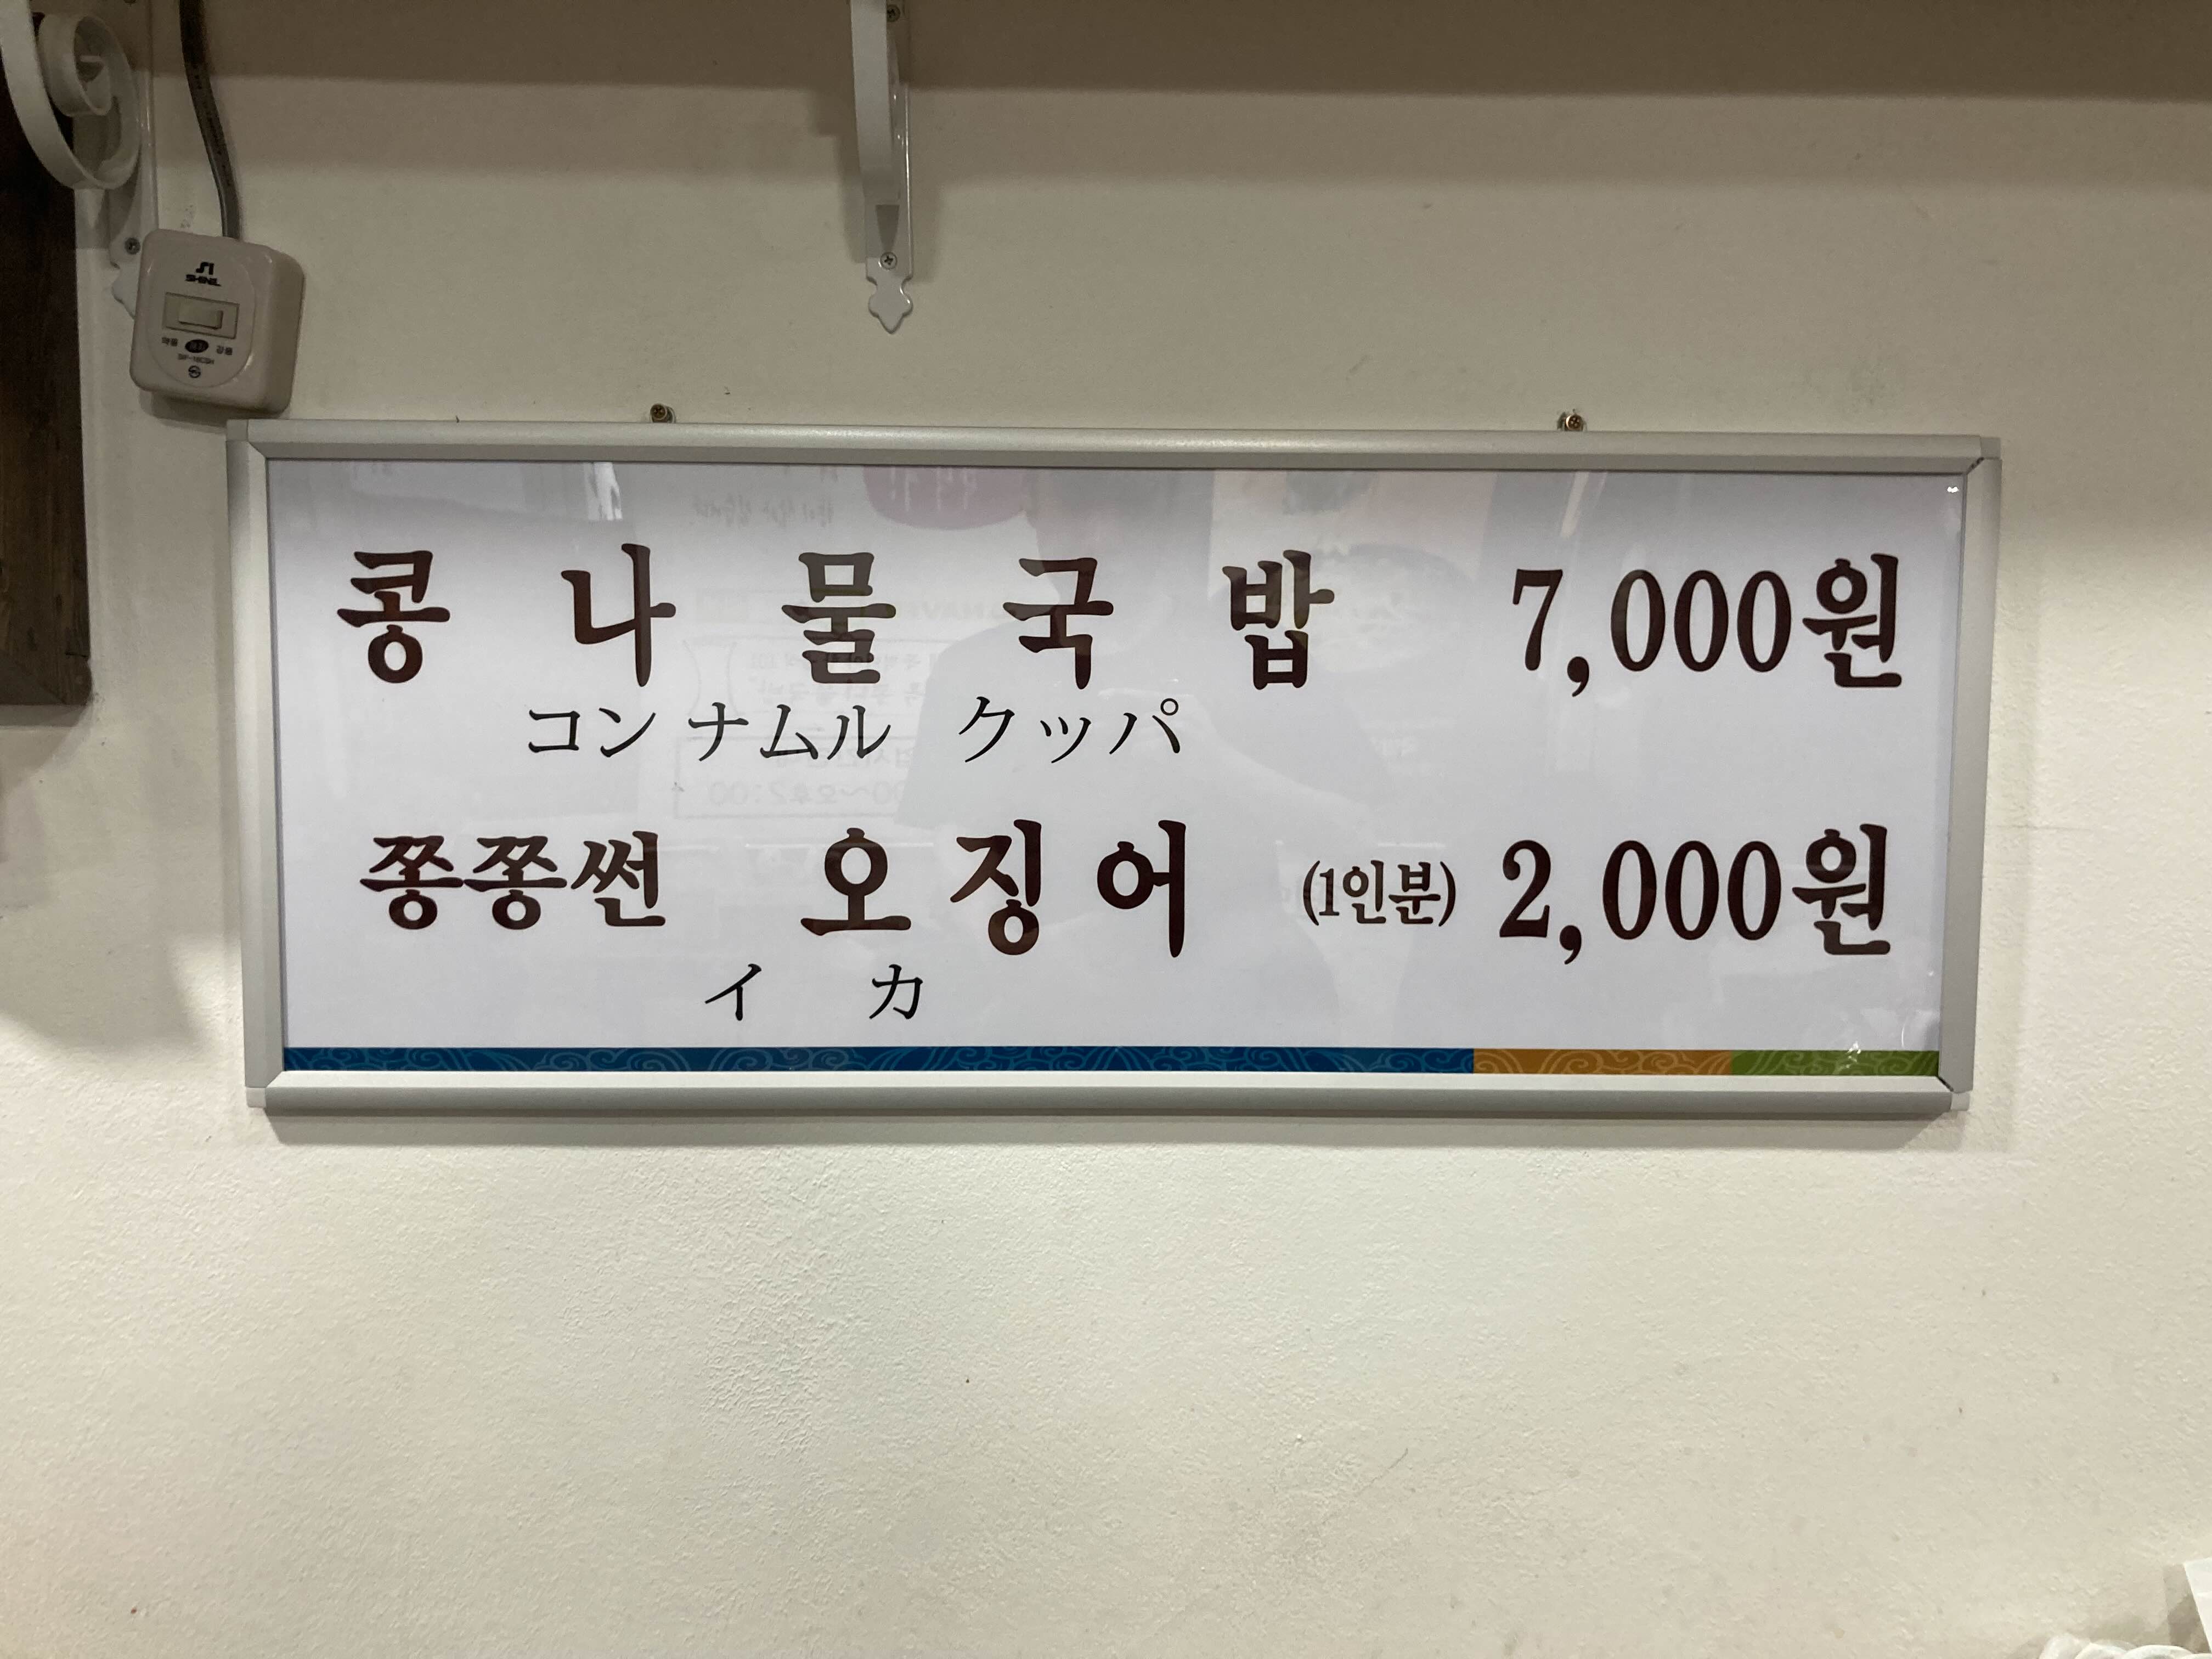 SHINIL
콩나물국밥 7,000원
コンナムル クッパ
쫑쫑썬 오징어 (1인분) 2,000원
イカ